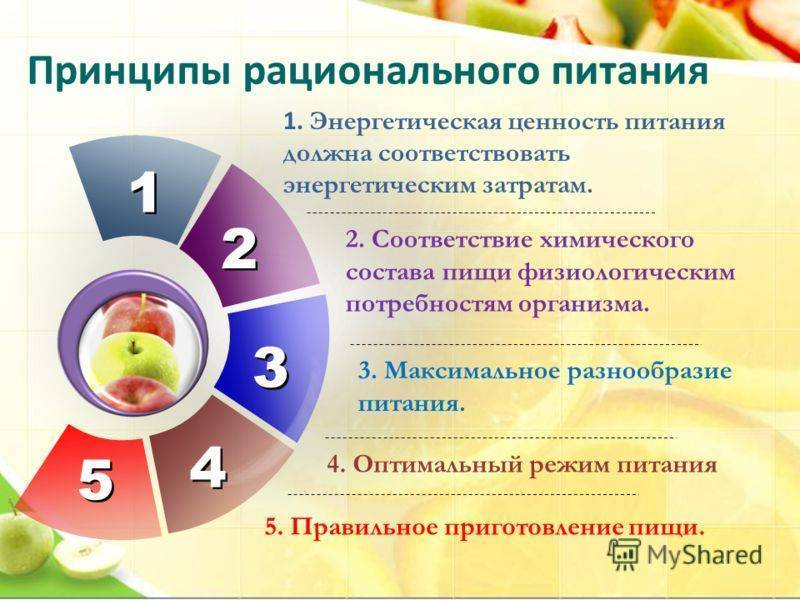 Принципы рационального питания
1. Энергетическая ценность питания
должна соответствовать
энергетическим затратам.
1
2
2. Соответствие химического
состава пищи физиологическим
потребностям организма.
3
3. Максимальное разнообразие
питания.
4
4. Оптимальный режим питания
5
5. Правильное приготовление пищи.
MyShared